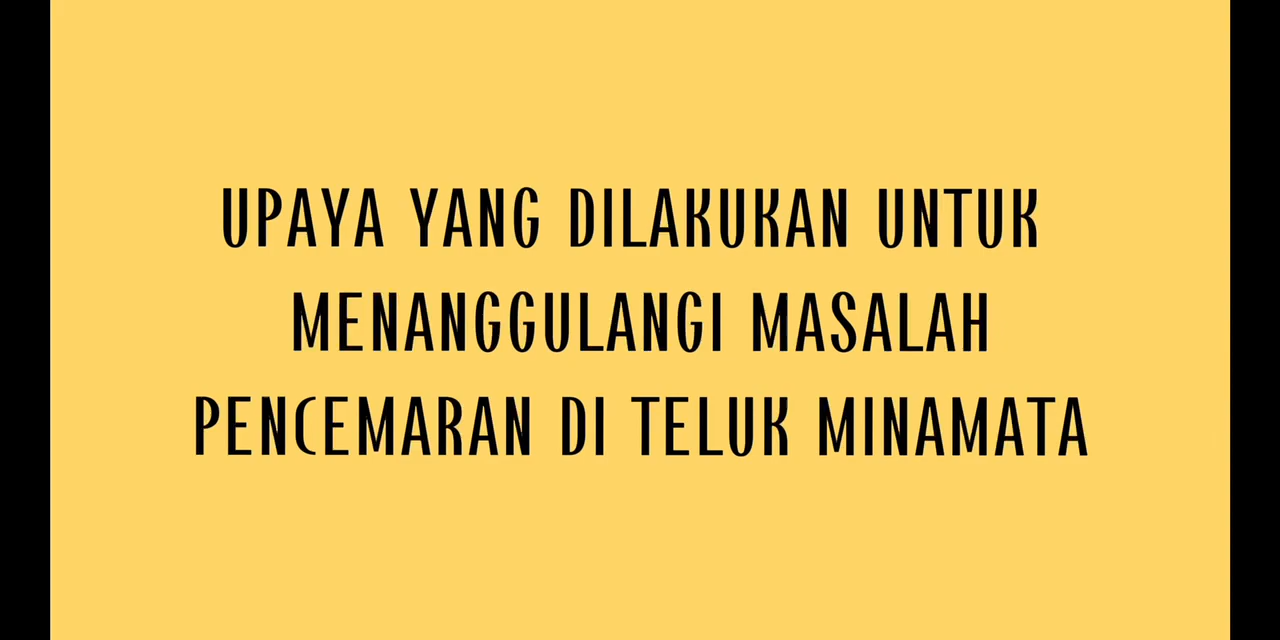 UPAYA YANG DILAKUKAN UNTUK
MENANGGULANGI MASALAH
PENCEMARAN DI TELUK MINAMATA